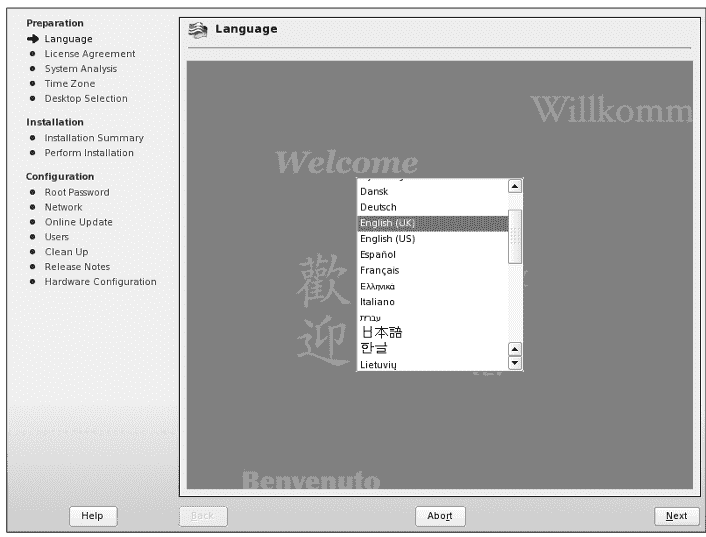 Preparation
Language
License Agreement
System Analysis
Time Zone
Desktop Selection
Installation
Installation Summary
Perform Installation
Configuration
Root Password
Network
Online Update
Users
Clean Up
Release Notes
Hardware Configuration
Language
Willkomm
Welcome
Dansk
Deutsch
English (UK)
English (US)
Español
Français
Ελληνικά
Italiano
עברית
日本語
한글
Lietuvių
歡
迎
Benvenuto
Help
Back
Abort
Next